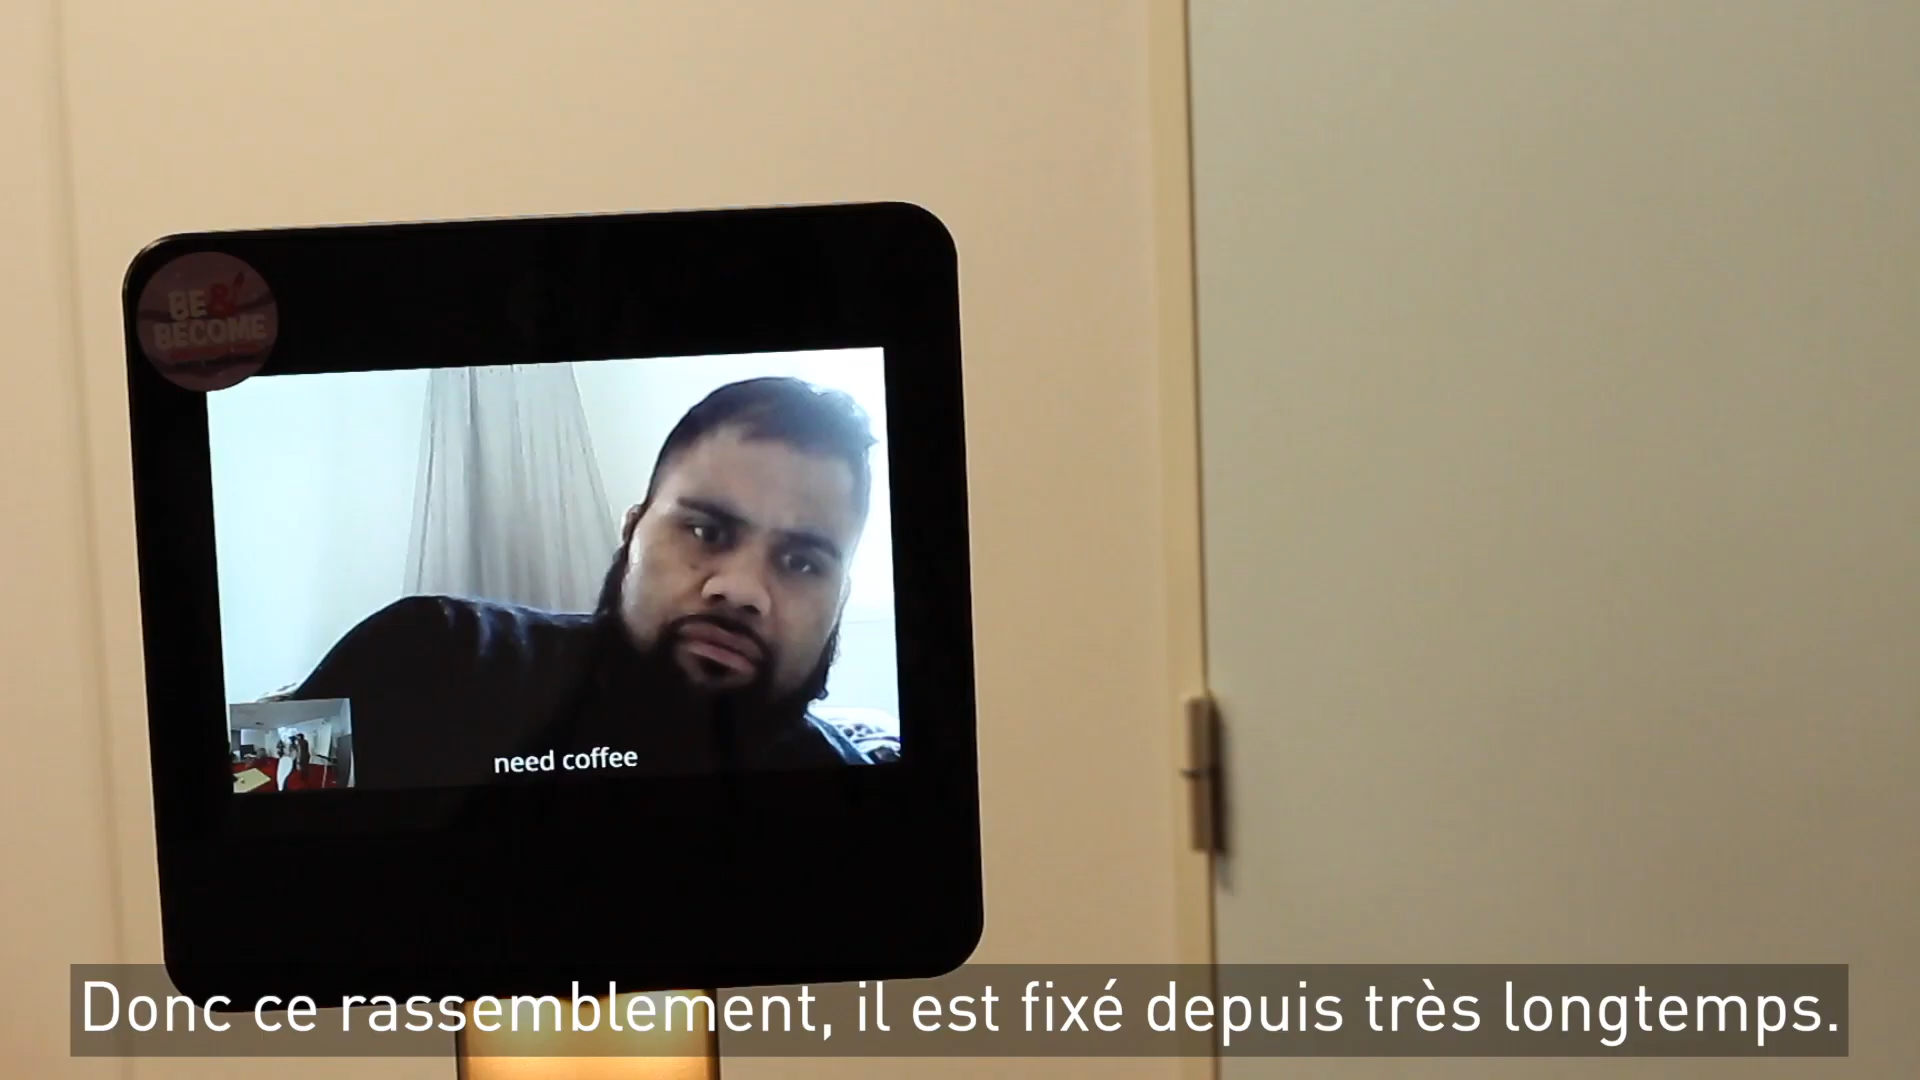 BE &
BECOME
need coffee
Donc ce rassemblement, il est fixé depuis très longtemps.